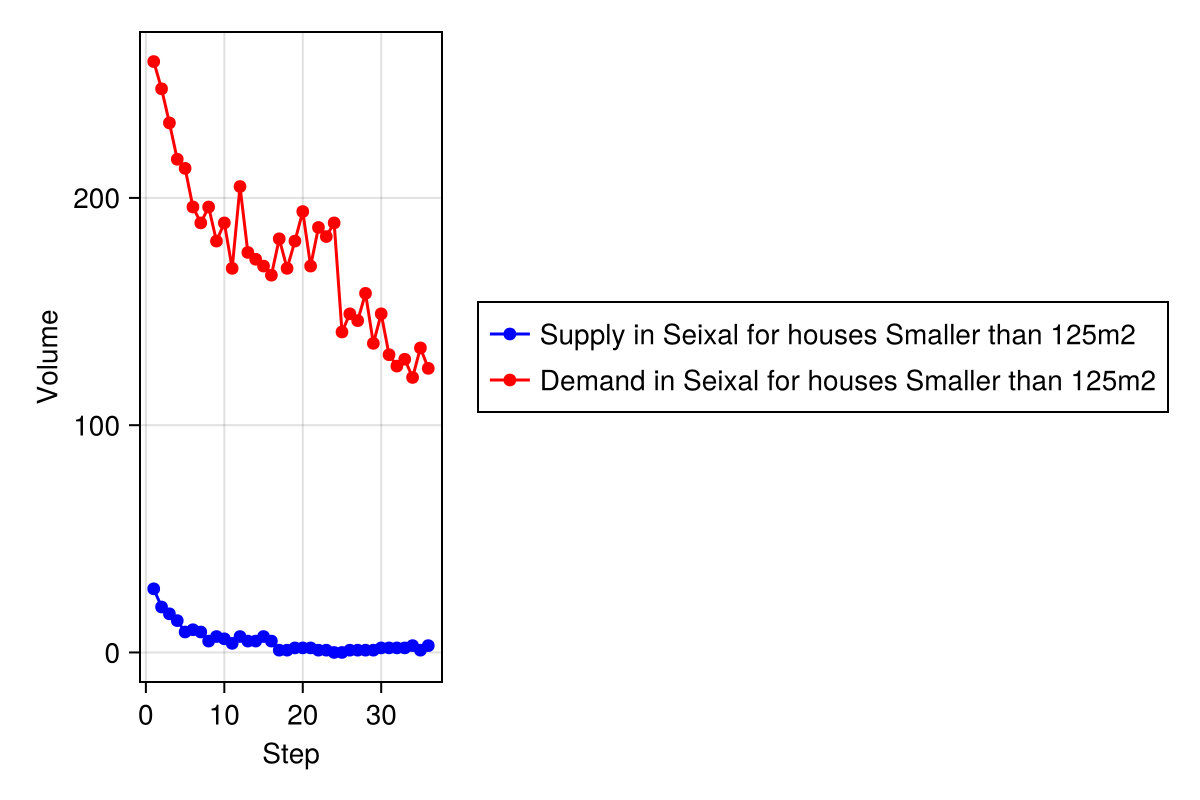 Volume
200
100
0
0 10 20 30
Step
Supply in Seixal for houses Smaller than 125m2
Demand in Seixal for houses Smaller than 125m2